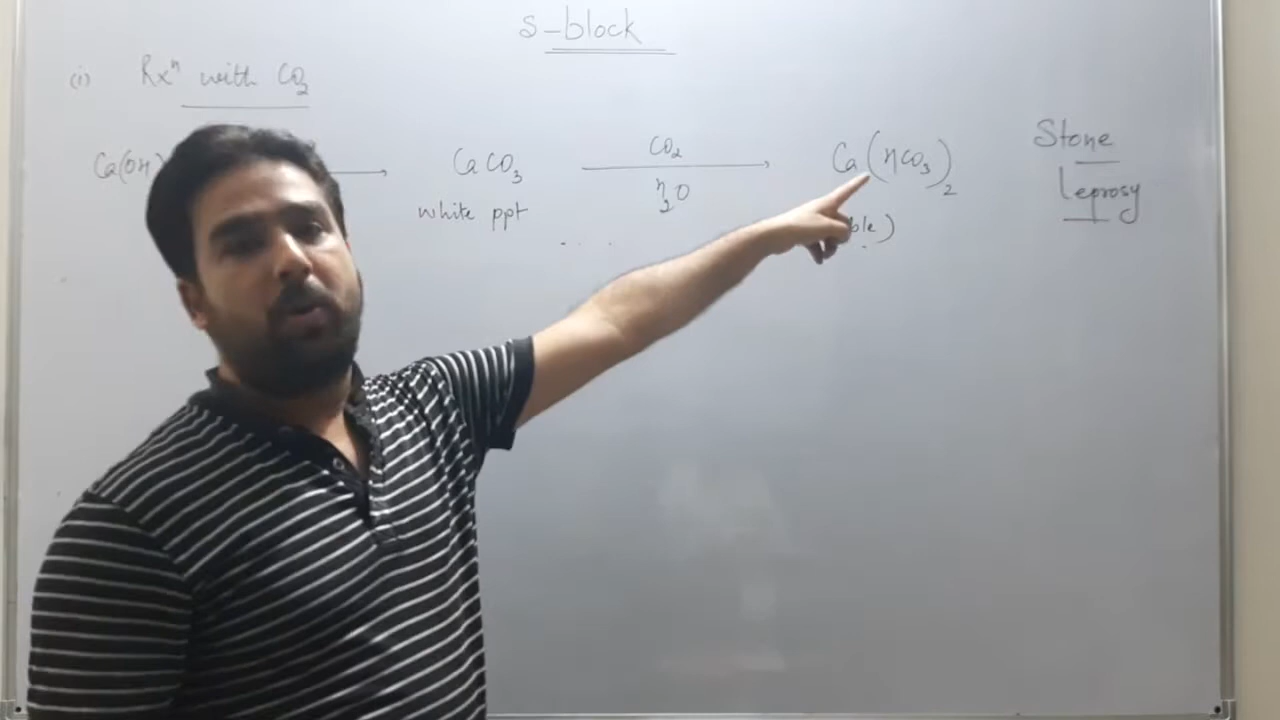 s-block
(i) Rxⁿ with CO₂
Ca(OH) CaCO₃ CO₂ Ca(HCO₃)₂ Stone
H₂O
white ppt ble) leprosy